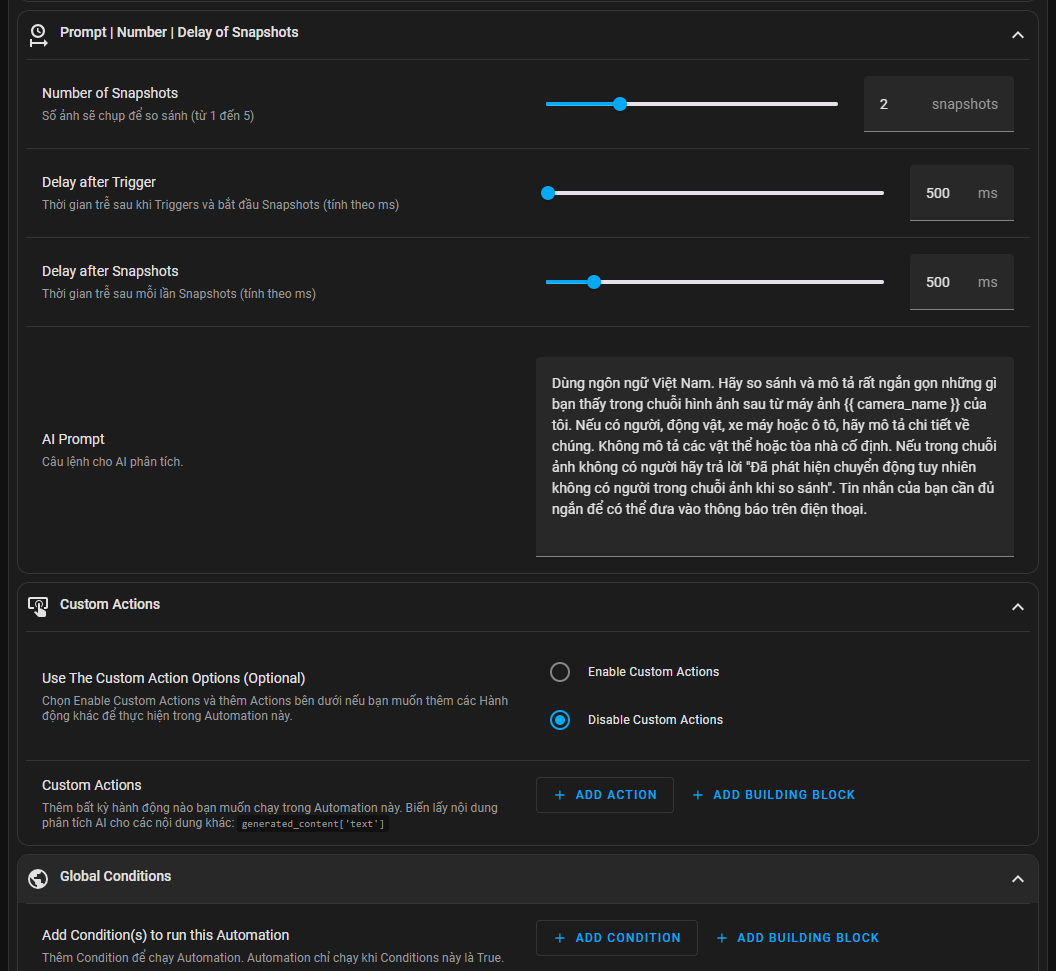 Prompt | Number | Delay of Snapshots
Number of Snapshots
Số ảnh sẽ chụp để so sánh (từ 1 đến 5)
2 snapshots
Delay after Trigger
Thời gian trễ sau khi Triggers và bắt đầu Snapshots (tính theo ms)
500 ms
Delay after Snapshots
Thời gian trễ sau mỗi lần Snapshots (tính theo ms)
500 ms
AI Prompt
Câu lệnh cho AI phân tích.
Dùng ngôn ngữ Việt Nam. Hãy so sánh và mô tả rất ngắn gọn những gì
bạn thấy trong chuỗi hình ảnh sau từ máy ảnh {{ camera_name }} của
tôi. Nếu có người, động vật, xe máy hoặc ô tô, hãy mô tả chi tiết về
chúng. Không mô tả các vật thể hoặc tòa nhà cố định. Nếu trong chuỗi
ảnh không có người hãy trả lời "Đã phát hiện chuyển động tuy nhiên
không có người trong chuỗi ảnh khi so sánh". Tin nhắn của bạn cần đủ
ngắn để có thể đưa vào thông báo trên điện thoại.
Custom Actions
Use The Custom Action Options (Optional)
Chọn Enable Custom Actions và thêm Actions bên dưới nếu bạn muốn thêm các Hành
động khác để thực hiện trong Automation này.
Enable Custom Actions
Disable Custom Actions
Custom Actions
Thêm bất kỳ hành động nào bạn muốn chạy trong Automation này. Biến lấy nội dung
phân tích AI cho các nội dung khác: generated_content['text']
+ ADD ACTION
+ ADD BUILDING BLOCK
Global Conditions
Add Condition(s) to run this Automation
Thêm Condition để chạy Automation. Automation chỉ chạy khi Conditions này là True.
+ ADD CONDITION
+ ADD BUILDING BLOCK